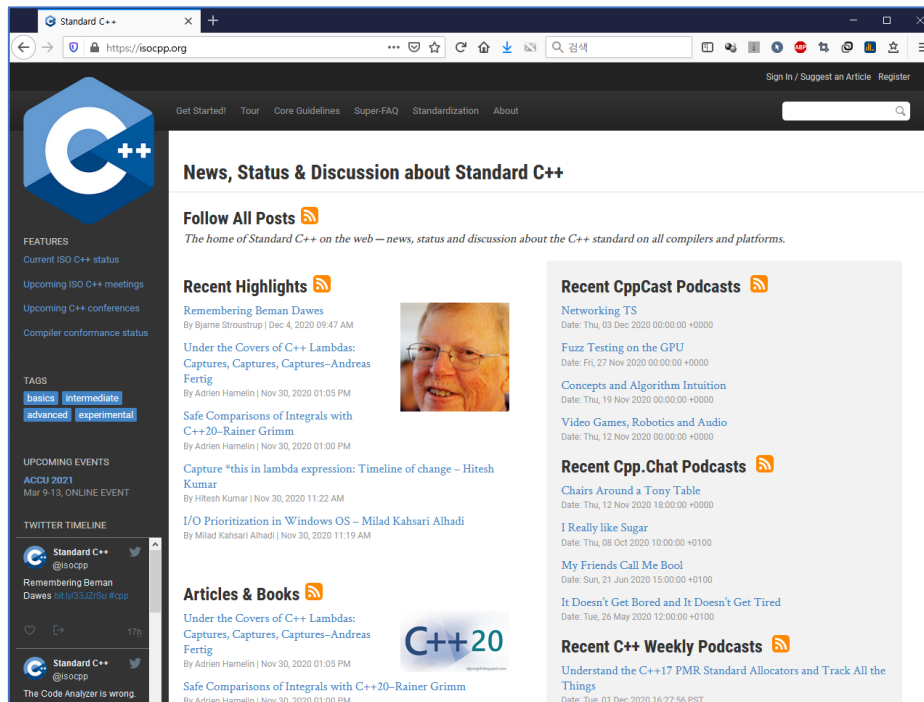 Standard C++
https://isocpp.org
검색
Sign In / Suggest an Article Register
Get Started! Tour Core Guidelines Super-FAQ Standardization About
C++
News, Status & Discussion about Standard C++
Follow All Posts
The home of Standard C++ on the web — news, status and discussion about the C++ standard on all compilers and platforms.
FEATURES
Current ISO C++ status
Upcoming ISO C++ meetings
Upcoming C++ conferences
Compiler conformance status
TAGS
basics intermediate
advanced experimental
UPCOMING EVENTS
ACCU 2021
Mar 9-13, ONLINE EVENT
TWITTER TIMELINE
Standard C++
@isocpp
Remembering Beman
Dawes bit.ly/33JZrSu #cpp
17h
Standard C++
@isocpp
The Code Analyzer is wrong.
Recent Highlights
Remembering Beman Dawes
By Bjarne Stroustrup | Dec 4, 2020 09:47 AM
Under the Covers of C++ Lambdas:
Captures, Captures, Captures–Andreas
Fertig
By Adrien Hamelin | Nov 30, 2020 01:05 PM
Safe Comparisons of Integrals with
C++20–Rainer Grimm
By Adrien Hamelin | Nov 30, 2020 01:00 PM
Capture *this in lambda expression: Timeline of change – Hitesh
Kumar
By Hitesh Kumar | Nov 30, 2020 11:22 AM
I/O Prioritization in Windows OS – Milad Kahsari Alhadi
By Milad Kahsari Alhadi | Nov 30, 2020 11:19 AM
Articles & Books
Under the Covers of C++ Lambdas:
Captures, Captures, Captures–Andreas
Fertig
By Adrien Hamelin | Nov 30, 2020 01:05 PM
C++20
Safe Comparisons of Integrals with C++20–Rainer Grimm
By Adrien Hamelin | Nov 30, 2020 01:00 PM
Recent CppCast Podcasts
Networking TS
Date: Thu, 03 Dec 2020 00:00:00 +0000
Fuzz Testing on the GPU
Date: Fri, 27 Nov 2020 00:00:00 +0000
Concepts and Algorithm Intuition
Date: Thu, 19 Nov 2020 00:00:00 +0000
Video Games, Robotics and Audio
Date: Thu, 12 Nov 2020 00:00:00 +0000
Recent Cpp.Chat Podcasts
Chairs Around a Tony Table
Date: Thu, 12 Nov 2020 18:00:00 +0000
I Really like Sugar
Date: Thu, 08 Oct 2020 10:00:00 +0100
My Friends Call Me Bool
Date: Sun, 21 Jun 2020 15:00:00 +0100
It Doesn't Get Bored and It Doesn't Get Tired
Date: Tue, 26 May 2020 12:00:00 +0100
Recent C++ Weekly Podcasts
Understand the C++17 PMR Standard Allocators and Track All the
Things
Date: Tue, 01 Dec 2020 16:27:56 PST